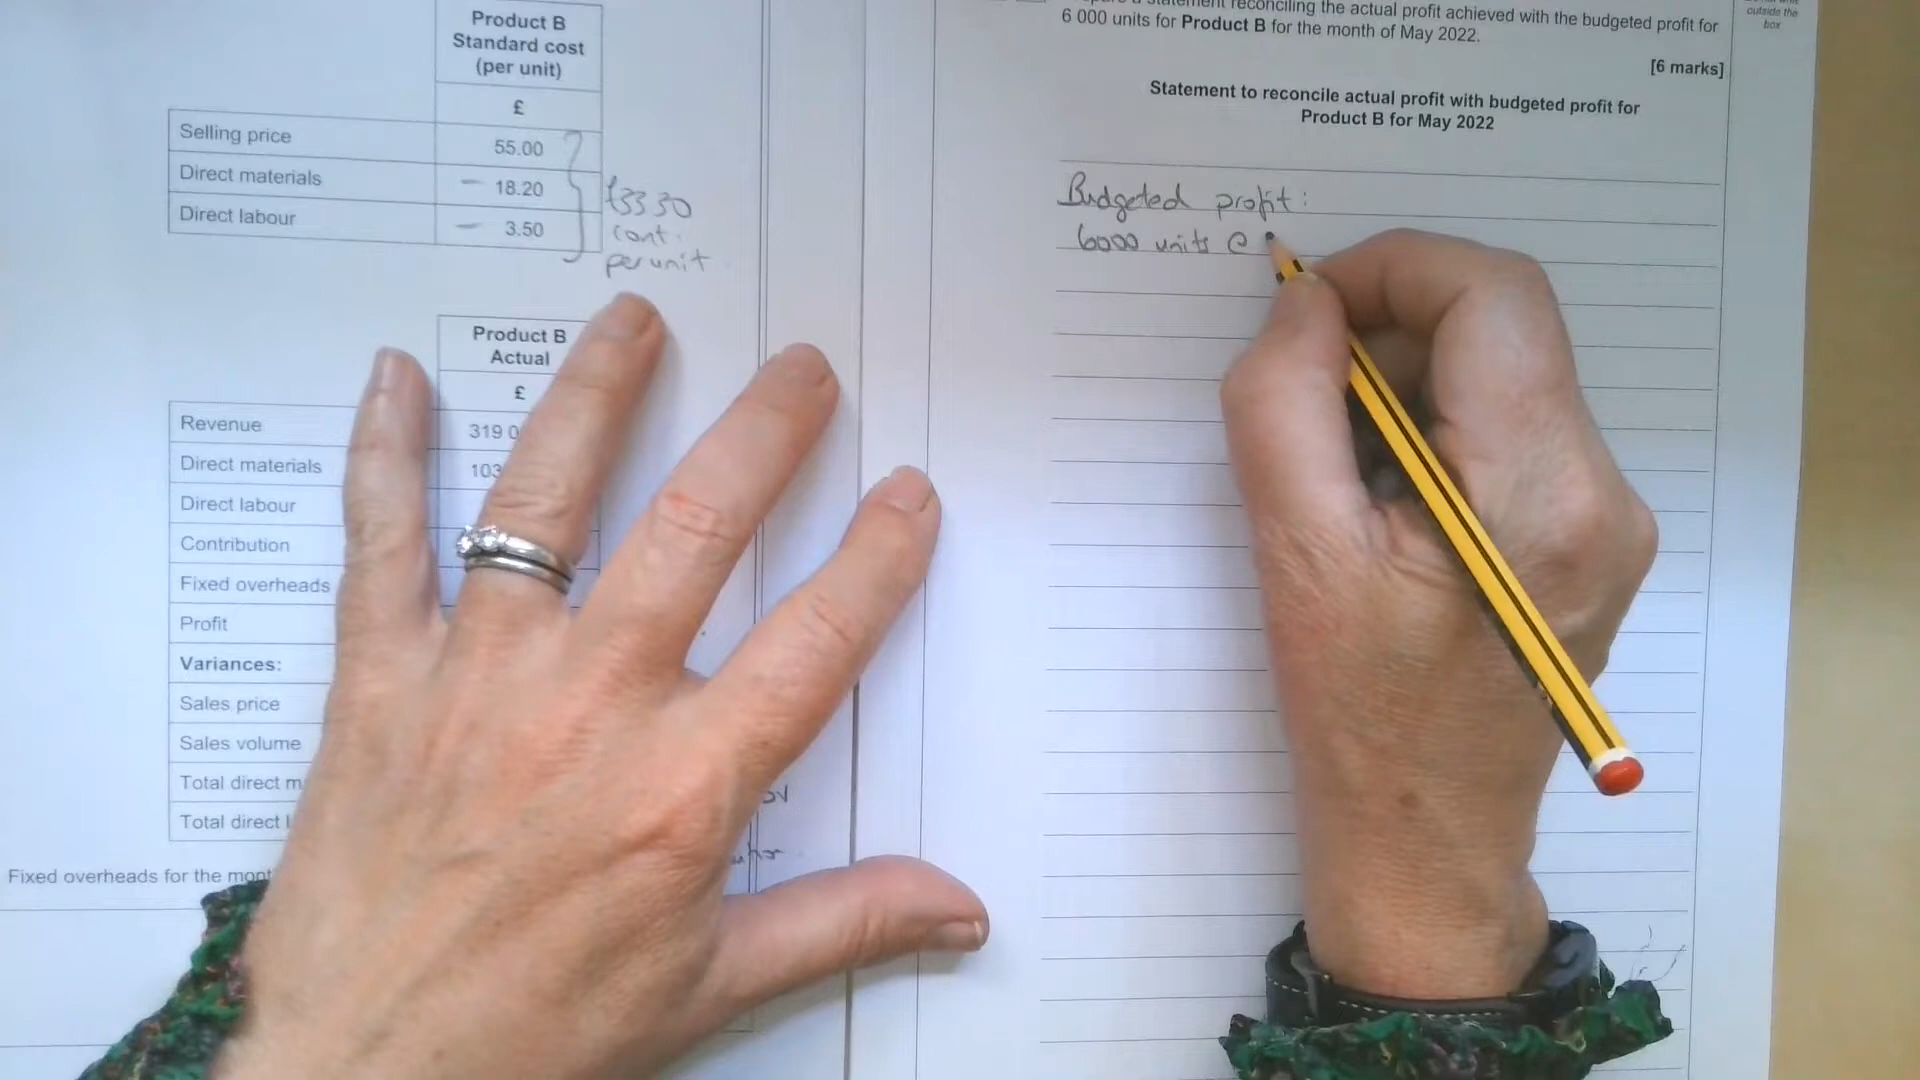 Product B
Standard cost
(per unit)
£
Selling price 55.00
Direct materials – 18.20
Direct labour – 3.50
£33.30
cont.
per unit
Product B
Actual
£
Revenue 319 0
Direct materials 103
Direct labour
Contribution
Fixed overheads
Profit
Variances:
Sales price
Sales volume
Total direct m
Total direct l
Fixed overheads for the mont
statement reconciling the actual profit achieved with the budgeted profit for
6 000 units for Product B for the month of May 2022.
[6 marks]
Statement to reconcile actual profit with budgeted profit for
Product B for May 2022
Budgeted profit:
6000 units @
outside the
box